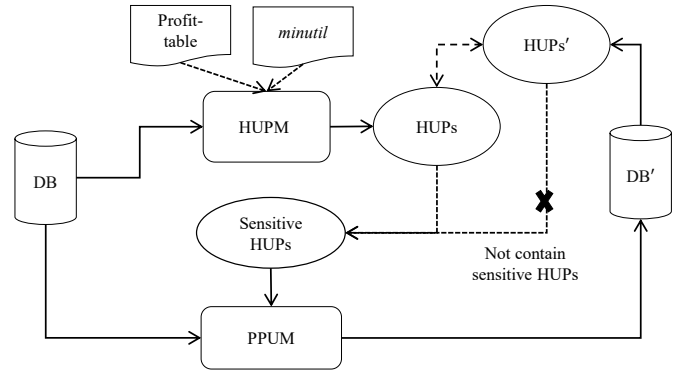 Profit-
table
minutil
HUPs′
HUPM
HUPs
DB
DB′
Sensitive
HUPs
Not contain
sensitive HUPs
PPUM